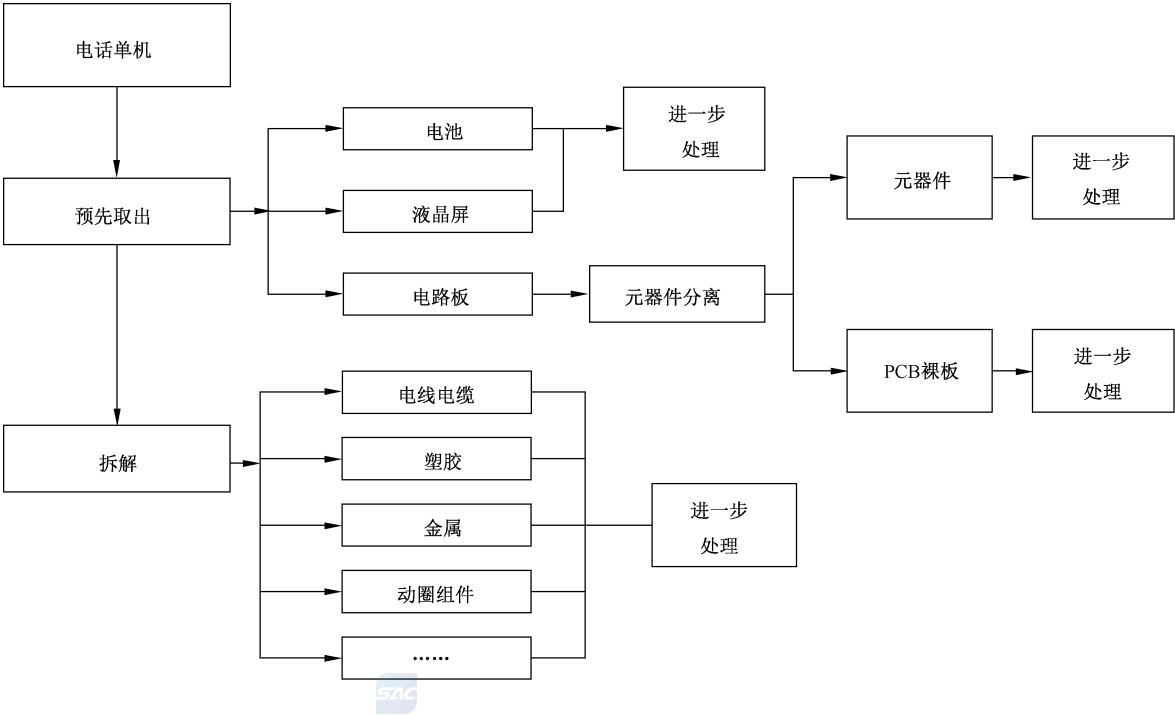 电话单机
预先取出
电池
液晶屏
电路板
进一步
处理
元器件分离
元器件
进一步
处理
PCB裸板
进一步
处理
拆解
电线电缆
塑胶
金属
动圈组件
……
进一步
处理
SAC